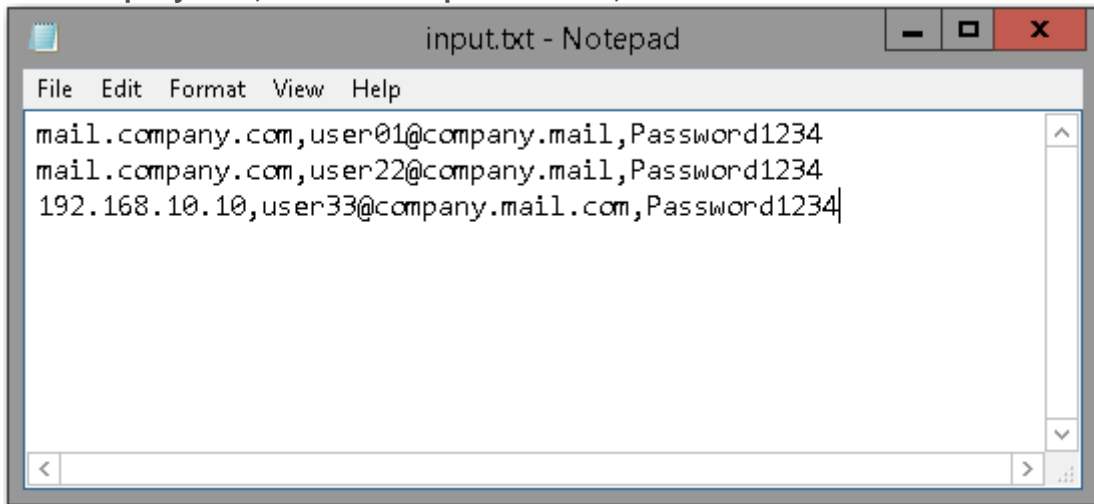 input.txt - Notepad
File Edit Format View Help
mail.company.com,user01@company.mail,Password1234
mail.company.com,user22@company.mail,Password1234
192.168.10.10,user33@company.mail.com,Password1234